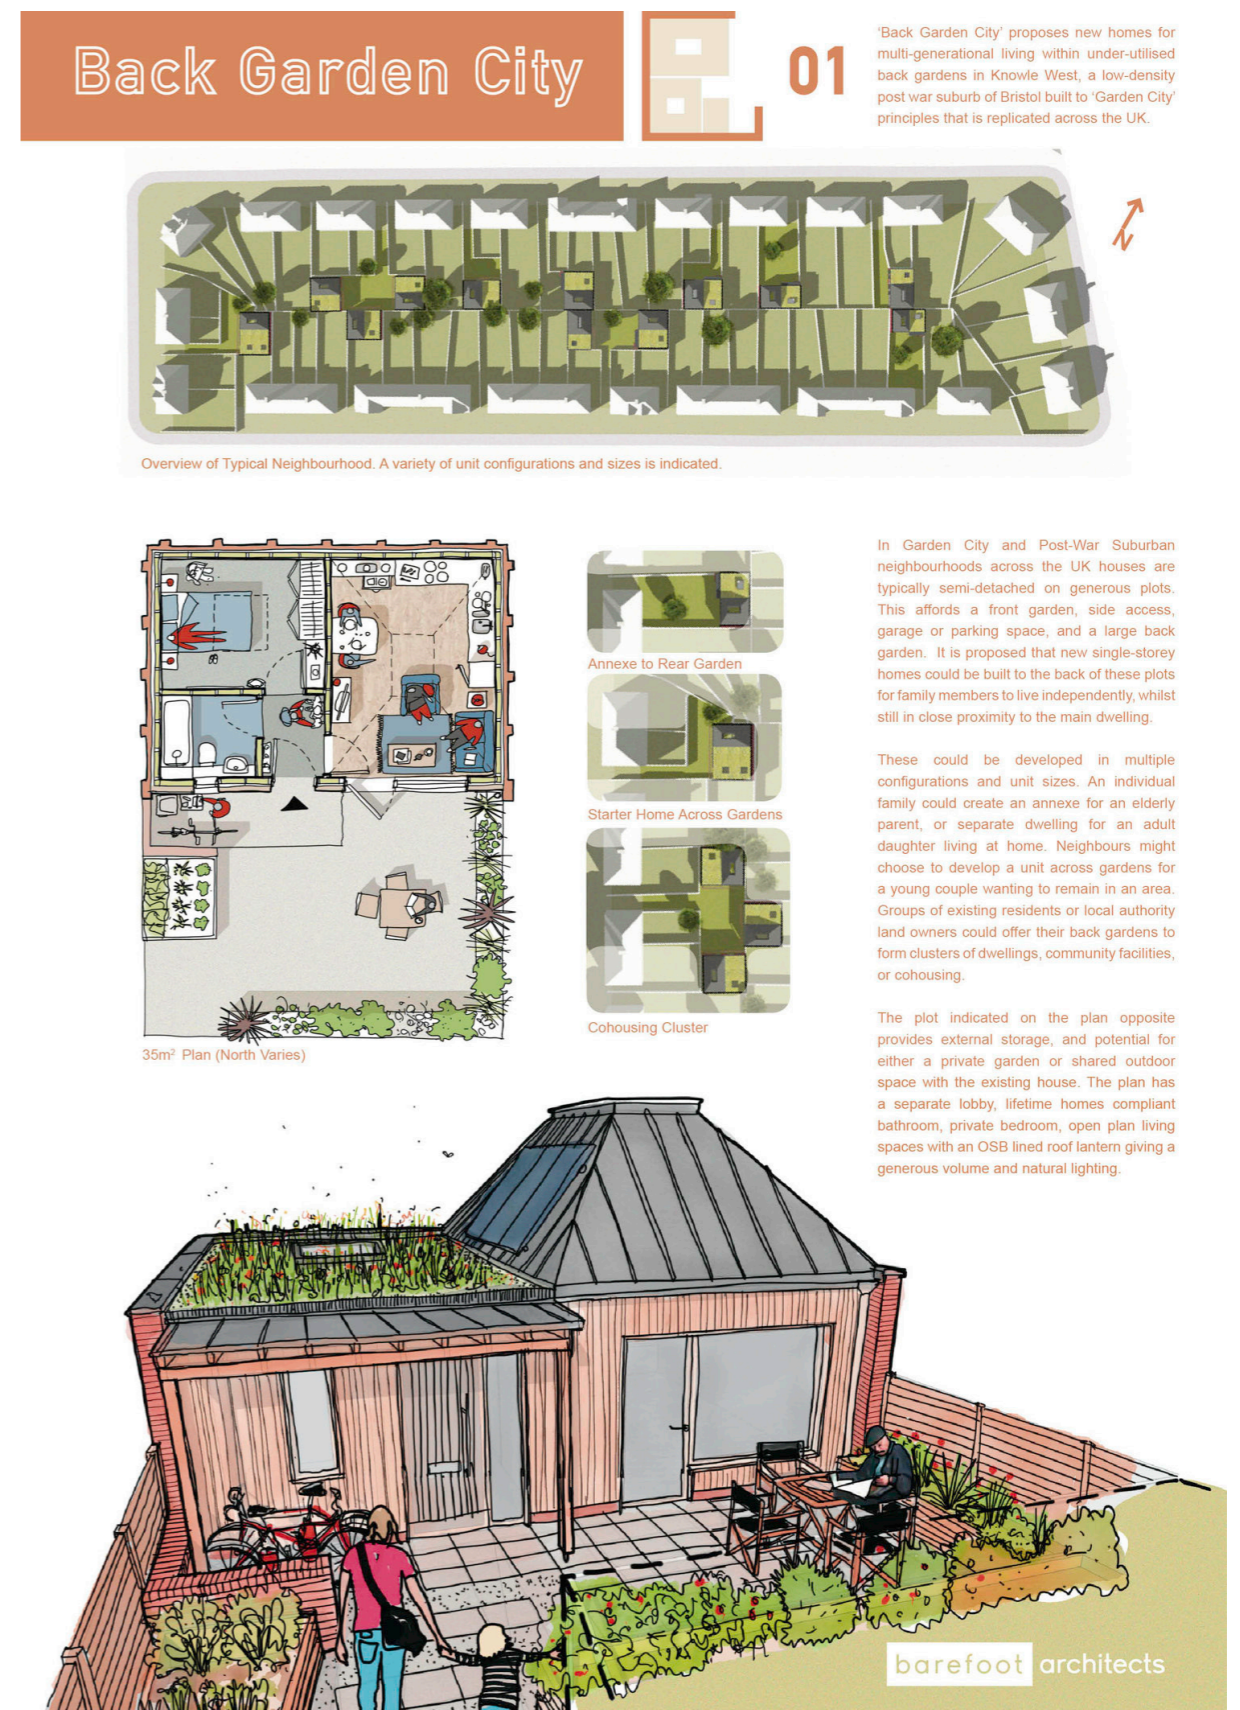 Back Garden City
01
'Back Garden City' proposes new homes for
multi-generational living within under-utilised
back gardens in Knowle West, a low-density
post war suburb of Bristol built to 'Garden City'
principles that is replicated across the UK.
N
Overview of Typical Neighbourhood. A variety of unit configurations and sizes is indicated.
35m² Plan (North Varies)
Annexe to Rear Garden
Starter Home Across Gardens
Cohousing Cluster
In Garden City and Post-War Suburban
neighbourhoods across the UK houses are
typically semi-detached on generous plots.
This affords a front garden, side access,
garage or parking space, and a large back
garden. It is proposed that new single-storey
homes could be built to the back of these plots
for family members to live independently, whilst
still in close proximity to the main dwelling.
These could be developed in multiple
configurations and unit sizes. An individual
family could create an annexe for an elderly
parent, or separate dwelling for an adult
daughter living at home. Neighbours might
choose to develop a unit across gardens for
a young couple wanting to remain in an area.
Groups of existing residents or local authority
land owners could offer their back gardens to
form clusters of dwellings, community facilities,
or cohousing.
The plot indicated on the plan opposite
provides external storage, and potential for
either a private garden or shared outdoor
space with the existing house. The plan has
a separate lobby, lifetime homes compliant
bathroom, private bedroom, open plan living
spaces with an OSB lined roof lantern giving a
generous volume and natural lighting.
barefoot architects